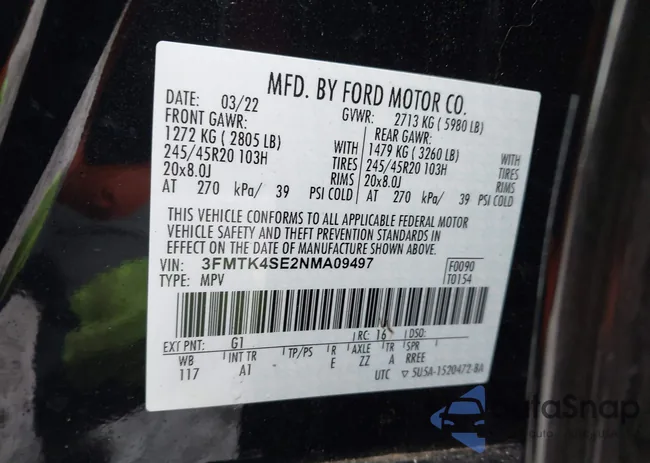 MFD. BY FORD MOTOR CO.
DATE: 03/22 GVWR: 2713 KG ( 5980 LB)
FRONT GAWR: REAR GAWR:
1272 KG ( 2805 LB) WITH 1479 KG ( 3260 LB) WITH
245/45R20 103H TIRES 245/45R20 103H TIRES
20x8.0J RIMS 20x8.0J RIMS
AT 270 kPa/ 39 PSI COLD AT 270 kPa/ 39 PSI COLD
THIS VEHICLE CONFORMS TO ALL APPLICABLE FEDERAL MOTOR
VEHICLE SAFETY AND THEFT PREVENTION STANDARDS IN
EFFECT ON THE DATE OF MANUFACTURE SHOWN ABOVE.
VIN: 3FMTK4SE2NMA09497 F0090
TYPE: MPV T0154
EXT PNT: G1 RC: 16 DSO:
WB INT TR TP/PS R AXLE TR SPR
117 A1 E ZZ A RREE
UTC 5U5A-1520472-BA